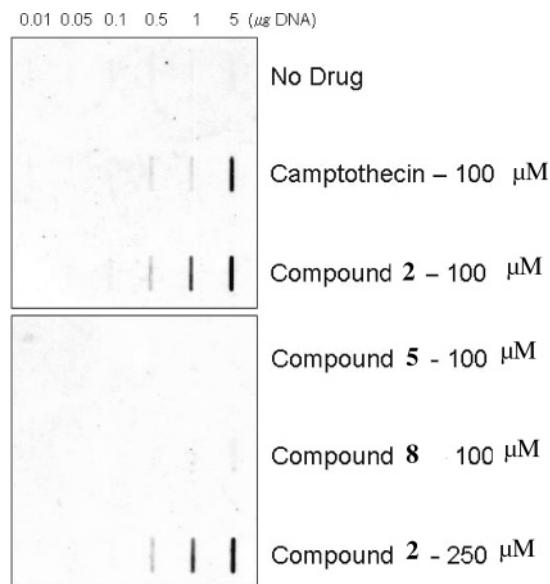 0.01 0.05 0.1 0.5 1 5 (μg DNA)
No Drug
Camptothecin – 100 μM
Compound 2 – 100 μM
Compound 5 - 100 μM
Compound 8 100 μM
Compound 2 - 250 μM